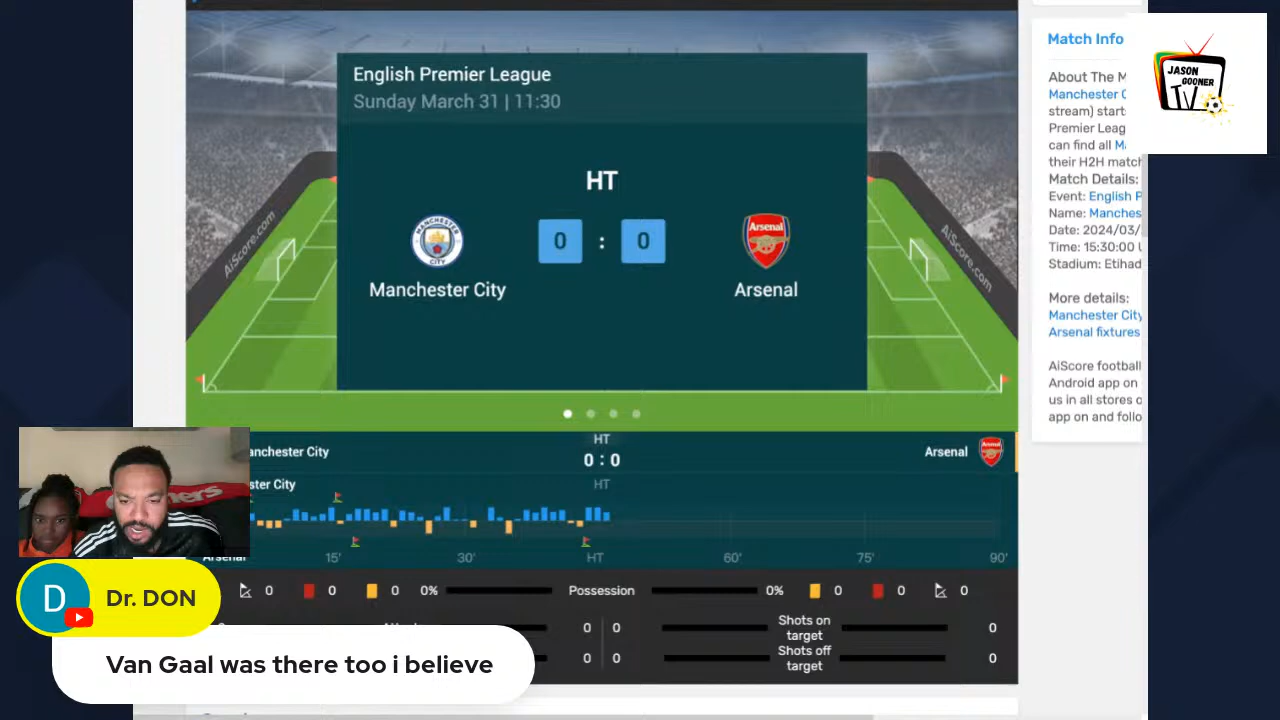 English Premier League
Sunday March 31 | 11:30
HT
0 : 0
Manchester City
Arsenal
AiScore.com
AiScore.com
Match Info
About The M
Manchester C
stream) start
Premier Leag
can find all M
their H2H match
Match Details:
Event: English P
Name: Manches
Date: 2024/03/
Time: 15:30:00 U
Stadium: Etihad
More details:
Manchester City
Arsenal fixtures
AiScore football
Android app on
us in all stores o
app on and follo
JASON
GOONER
TV
HT
anchester City
0 : 0
Arsenal
ster City
HT
Arsenal
15'
30'
HT
60'
75'
90'
0
0
0
0%
Possession
0%
0
0
0
0
0
Shots on
target
0
0
0
Shots off
target
0
D
Dr. DON
Van Gaal was there too i believe